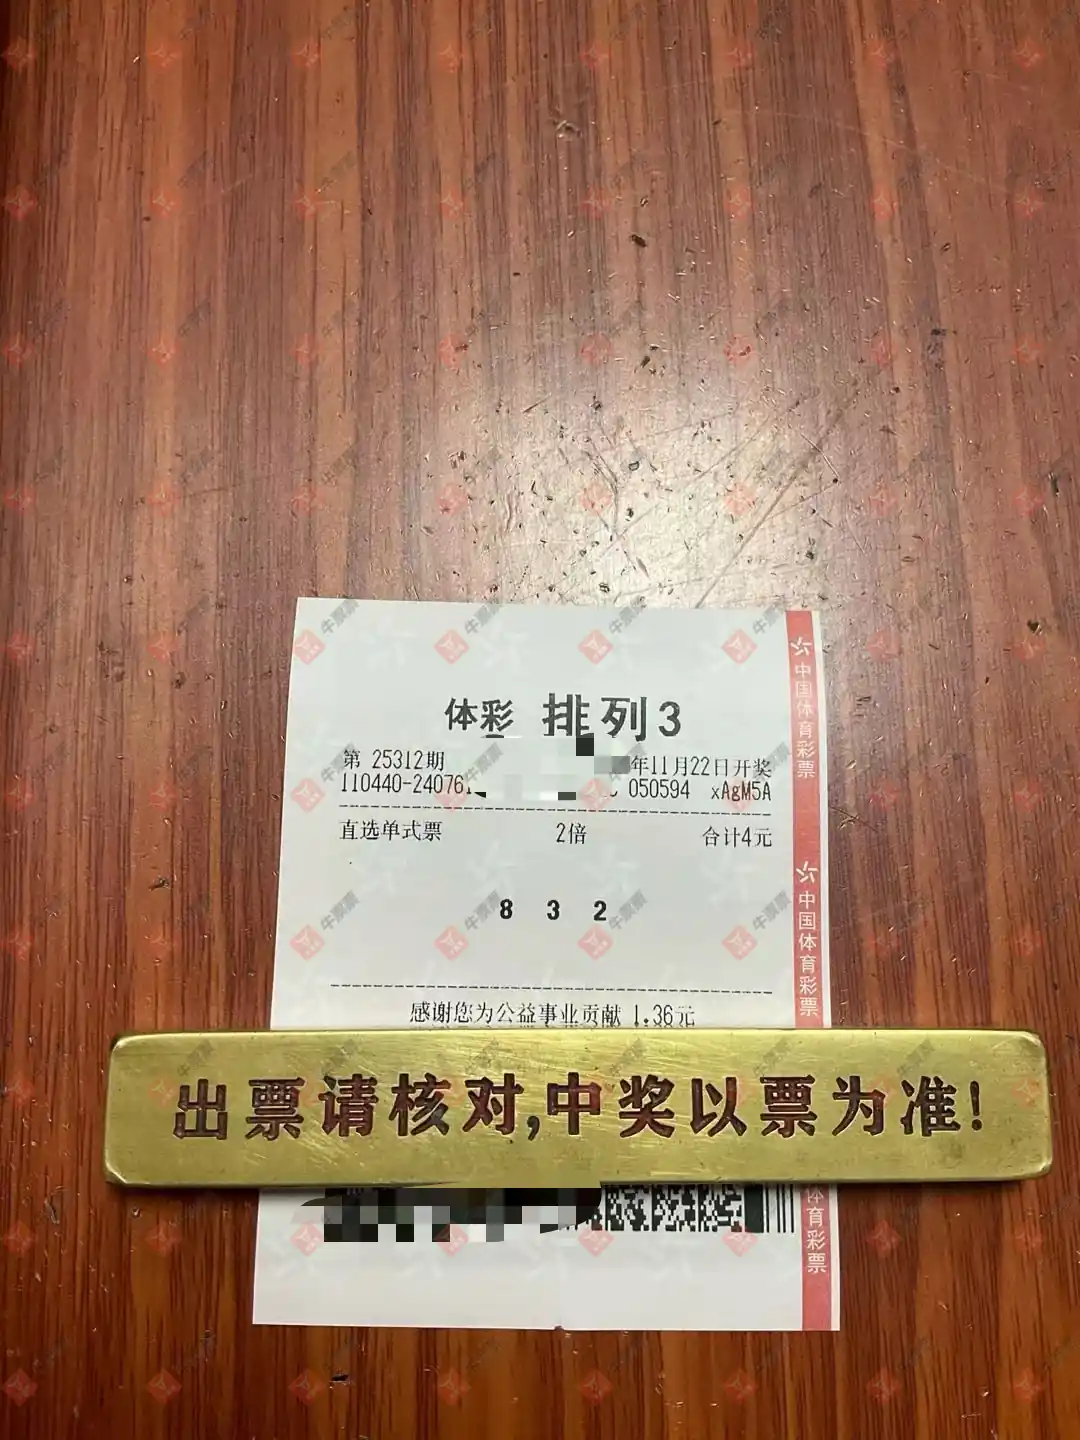 体彩 排列3
第 25312期 年11月22日开奖
110440-24076 050594 xAgM5A
直选单式票 2倍 合计4元
8 3 2
感谢您为公益事业贡献 1.36元
出票请核对,中奖以票为准!
中国体育彩票
中国体育彩票
体育彩票
牛票票